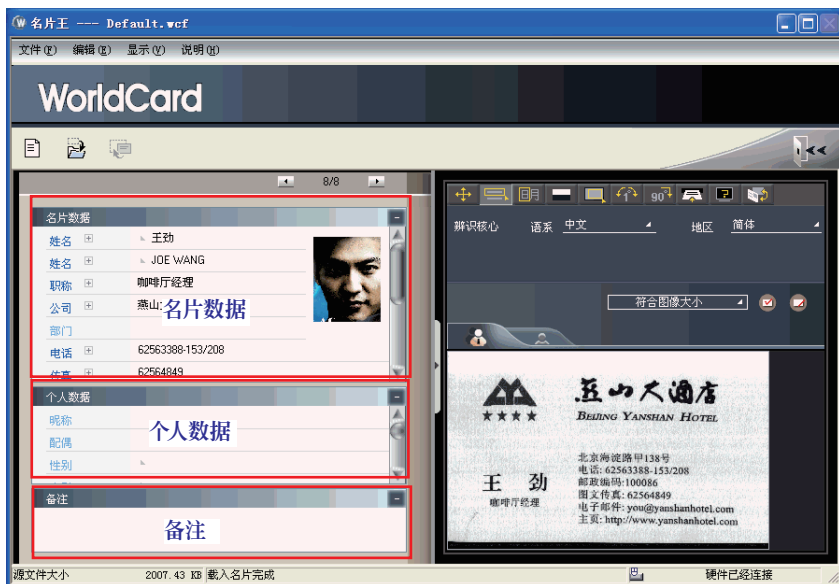 名片王 --- Default.wcf
文件(F) 编辑(E) 显示(V) 说明(H)
WorldCard
8/8
名片数据
姓名 王劲
姓名 JOE WANG
职称 咖啡厅经理
公司 燕山
名片数据
部门
电话 62563388-153/208
传真 62564849
个人数据
昵称
个人数据
配偶
性别
备注
备注
辨识核心 语系 中文 地区 简体
符合图像大小
燕山大酒店
BEIJING YANSHAN HOTEL
北京海淀路甲138号
电话: 62563388-153/208
邮政编码:100086
图文传真: 62564849
电子邮件: you@yanshanhotel.com
主页: http://www.yanshanhotel.com
王 劲
咖啡厅经理
源文件大小 2007.43 KB 载入名片完成 硬件已经连接